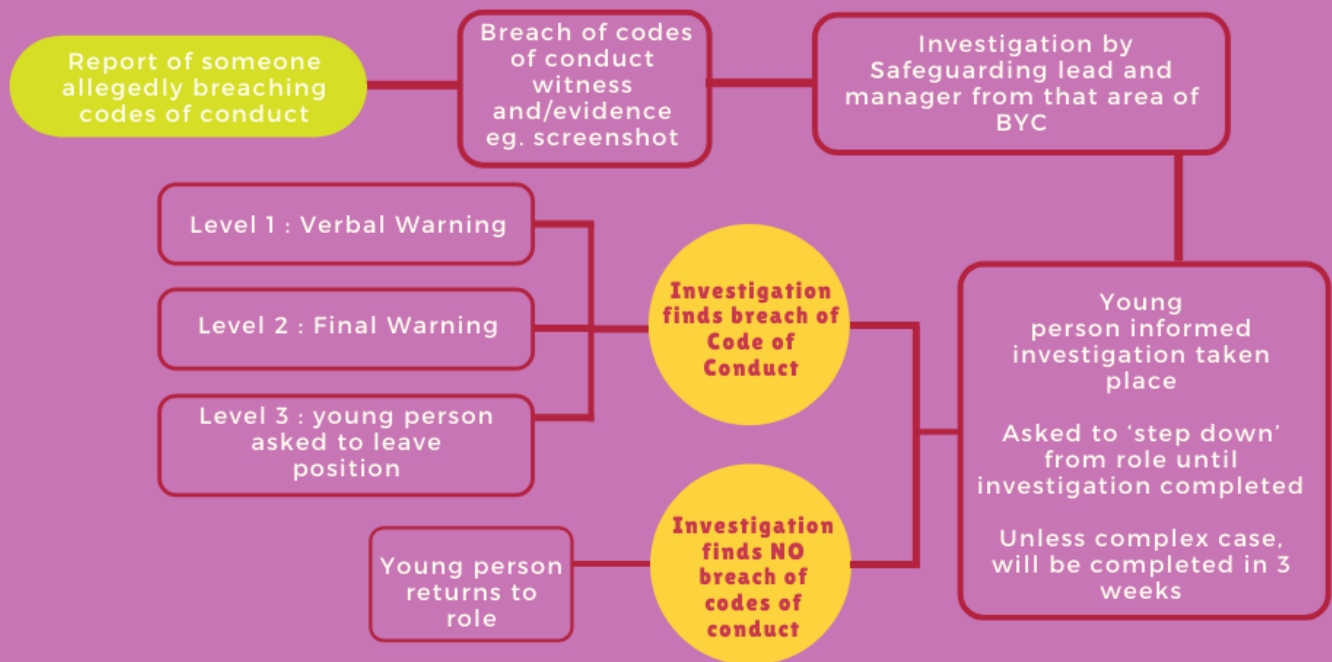 Report of someone
allegedly breaching
codes of conduct
Breach of codes
of conduct
witness
and/evidence
eg. screenshot
Investigation by
Safeguarding lead and
manager from that area of
BYC
Young
person informed
investigation taken
place
Asked to ‘step down’
from role until
investigation completed
Unless complex case,
will be completed in 3
weeks
Investigation
finds breach of
Code of
Conduct
Level 1 : Verbal Warning
Level 2 : Final Warning
Level 3 : young person
asked to leave
position
Investigation
finds NO
breach of
codes of
conduct
Young person
returns to
role